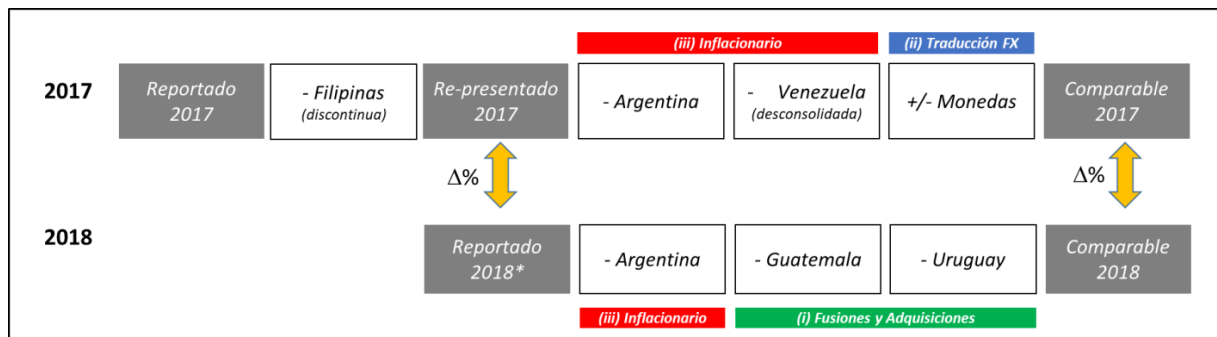 (iii) Inflacionario
(ii) Traducción FX
2017
Reportado
2017
- Filipinas
(discontinua)
Re-presentado
2017
- Argentina
- Venezuela
(desconsolidada)
+/- Monedas
Comparable
2017
Δ%
Δ%
2018
Reportado
2018*
- Argentina
- Guatemala
- Uruguay
Comparable
2018
(iii) Inflacionario
(i) Fusiones y Adquisiciones